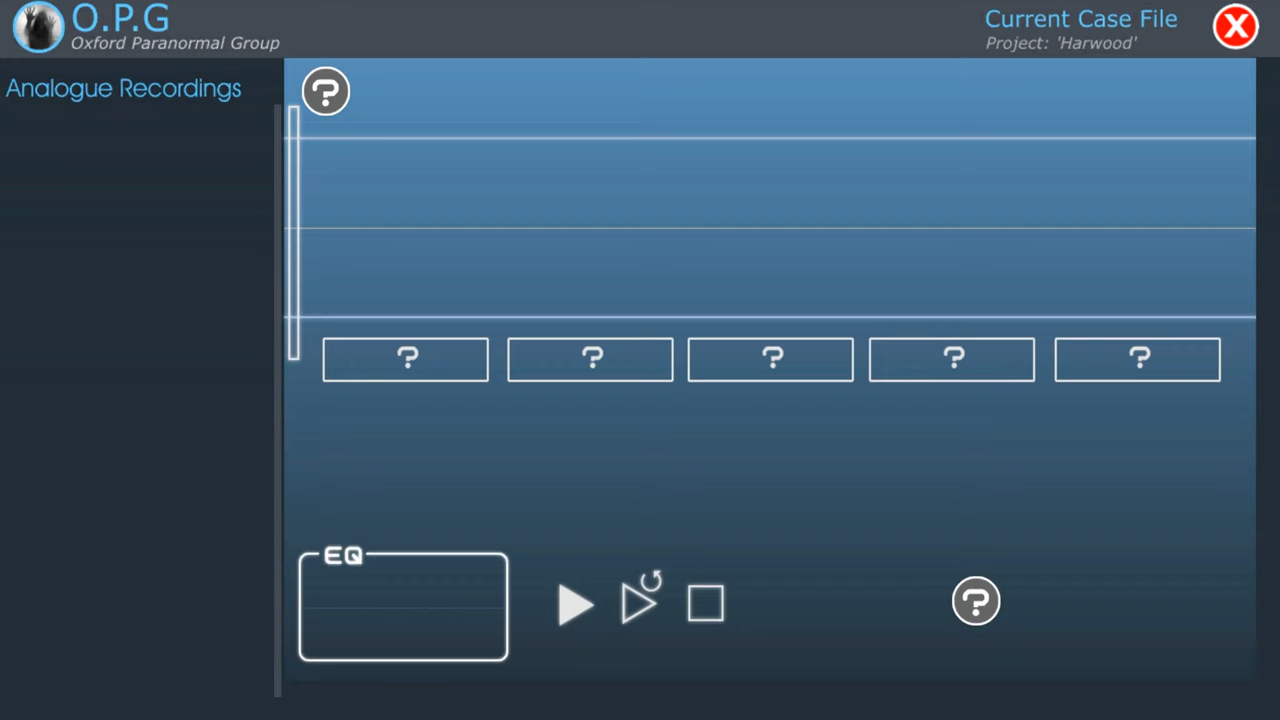 O.P.G
Oxford Paranormal Group
Current Case File
Project: 'Harwood'
X
Analogue Recordings
?
? ? ? ? ?
EQ
?